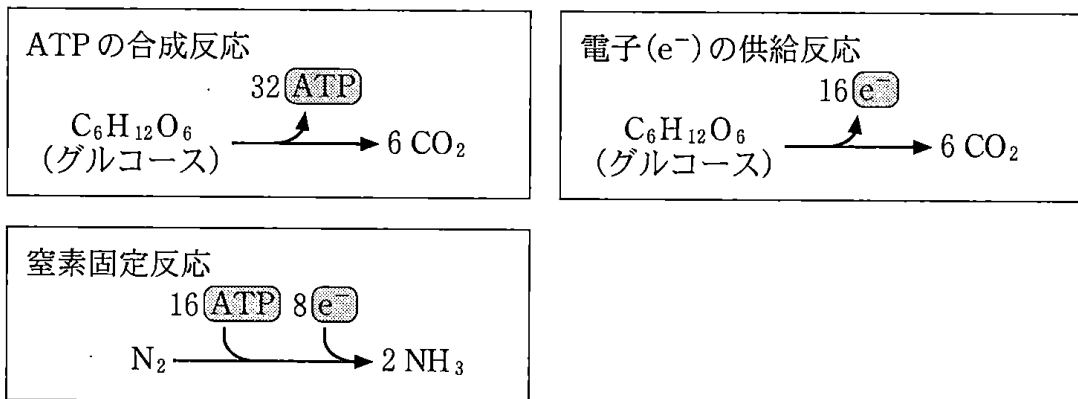 ATPの合成反応
32 ATP
C₆H₁₂O₆
(グルコース)
6 CO₂
電子(e⁻)の供給反応
16 e⁻
C₆H₁₂O₆
(グルコース)
6 CO₂
窒素固定反応
16 ATP 8 e⁻
N₂
2 NH₃